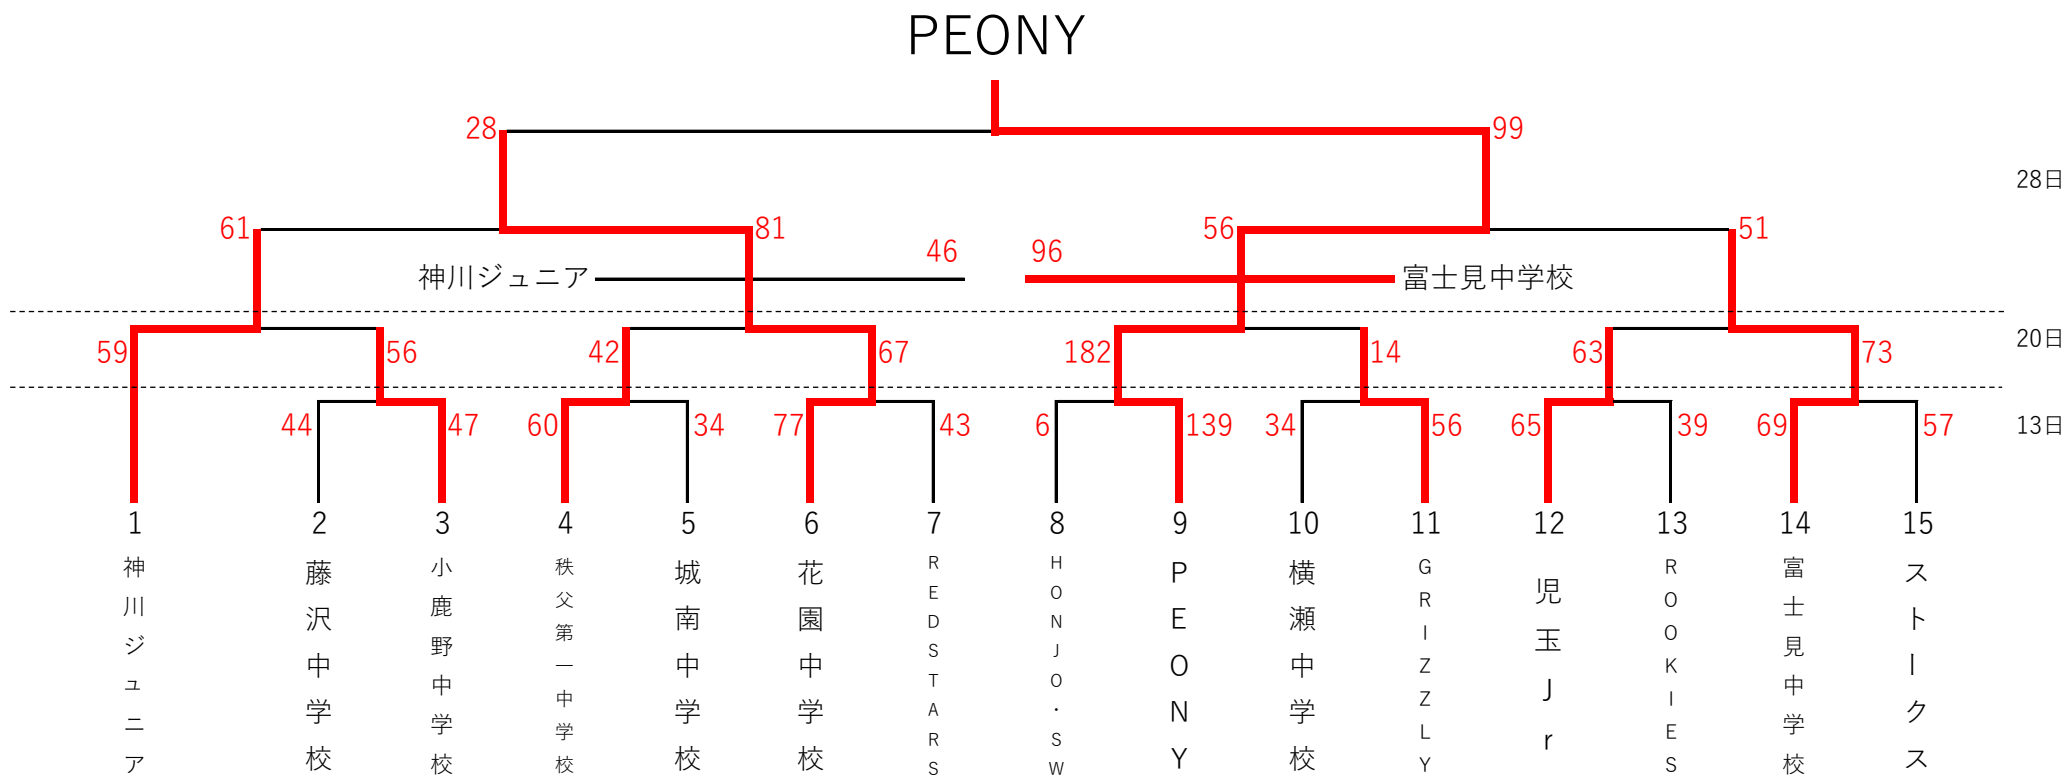 PEONY
28 99
28日
61 81 56 51
46 96
神川ジュニア 富士見中学校
20日
59 56 42 67 182 14 63 73
13日
44 47 60 34 77 43 6 139 34 56 65 39 69 57
1 2 3 4 5 6 7 8 9 10 11 12 13 14 15
神川ジュニア
藤沢中学校
小鹿野中学校
秩父第一中学校
城南中学校
花園中学校
REDSTARS
HONJO・SW
PEONY
横瀬中学校
GRIZZLY
児玉Jr
ROOKIES
富士見中学校
ストークス